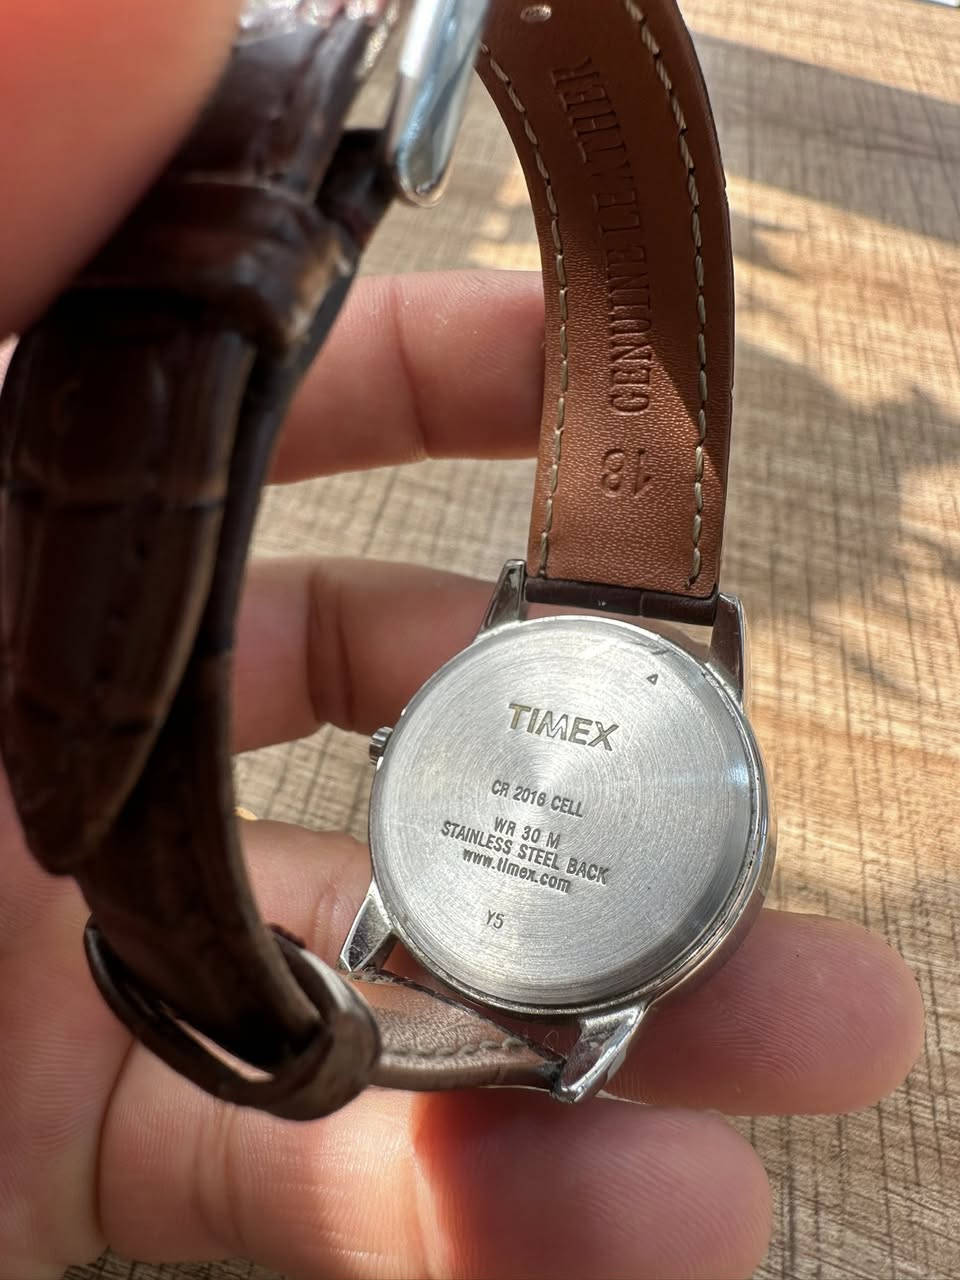 GENUINE LEATHER
18
TIMEX
CR 2016 CELL
WR 30 M
STAINLESS STEEL BACK
www.timex.com
Y5